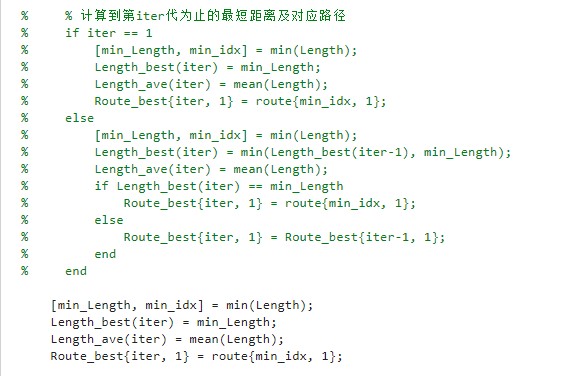 %     % 计算到第iter代为止的最短距离及对应路径
%     if iter == 1
%         [min_Length, min_idx] = min(Length);
%         Length_best(iter) = min_Length;
%         Length_ave(iter) = mean(Length);
%         Route_best{iter, 1} = route{min_idx, 1};
%     else
%         [min_Length, min_idx] = min(Length);
%         Length_best(iter) = min(Length_best(iter-1), min_Length);
%         Length_ave(iter) = mean(Length);
%         if Length_best(iter) == min_Length
%             Route_best{iter, 1} = route{min_idx, 1};
%         else
%             Route_best{iter, 1} = Route_best{iter-1, 1};
%         end
%     end
    [min_Length, min_idx] = min(Length);
    Length_best(iter) = min_Length;
    Length_ave(iter) = mean(Length);
    Route_best{iter, 1} = route{min_idx, 1};